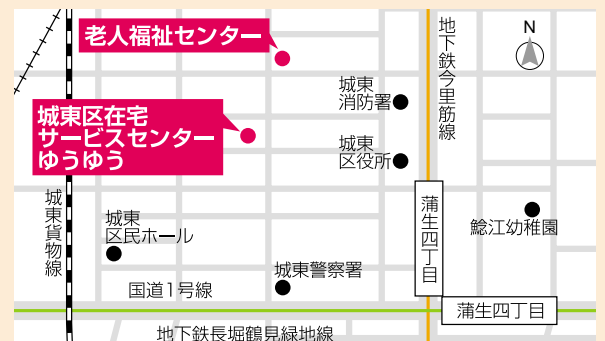 老人福祉センター
N
地下鉄今里筋線
城東
消防署
城東区在宅
サービスセンター
ゆうゆう
城東
区役所
城東貨物線
蒲生四丁目
城東
区民ホール
鯰江幼稚園
城東警察署
国道1号線
蒲生四丁目
地下鉄長堀鶴見緑地線